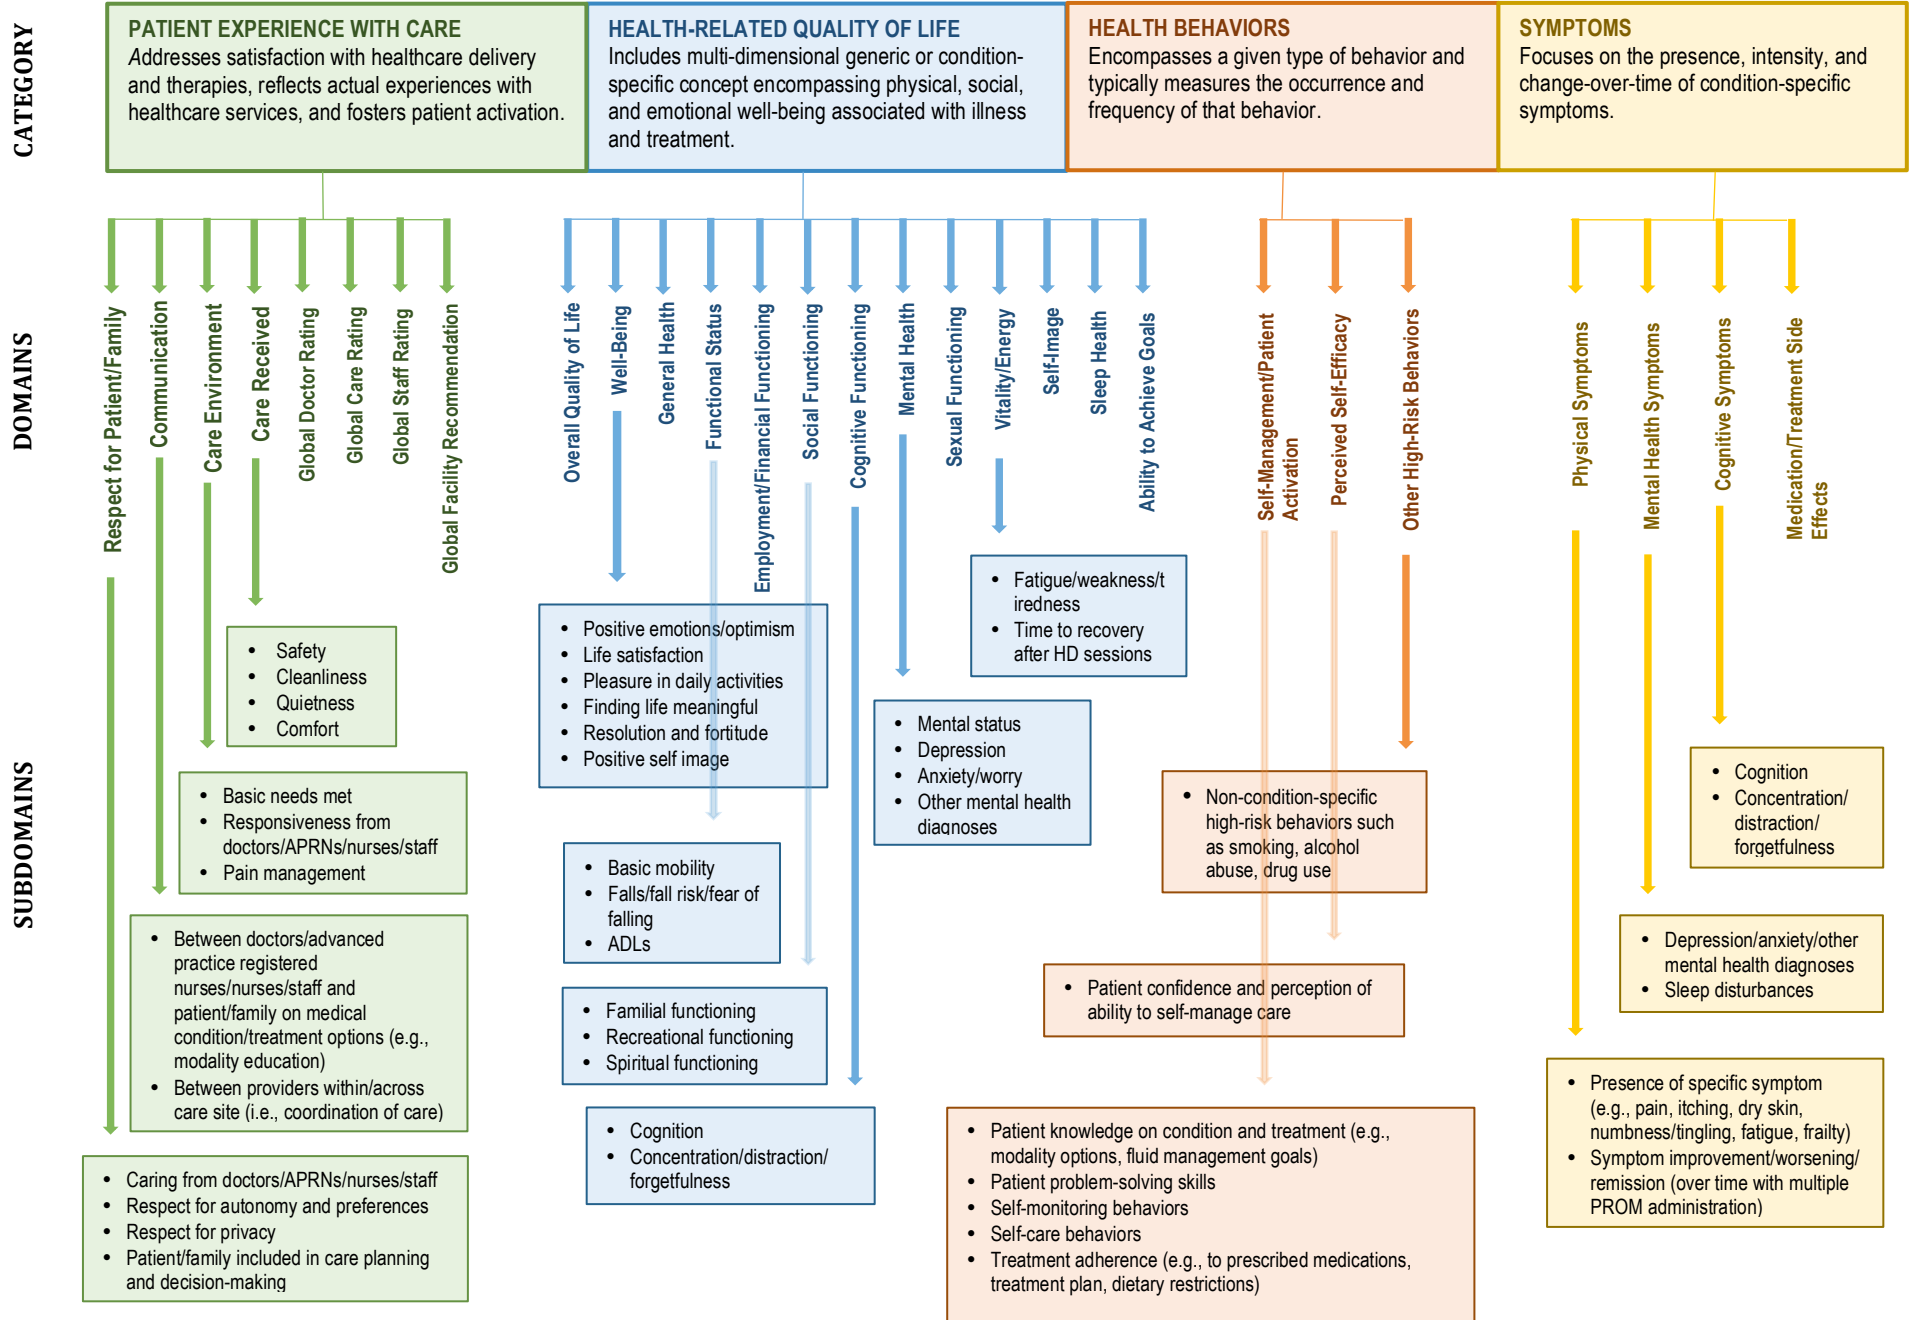 CATEGORY
PATIENT EXPERIENCE WITH CARE
Addresses satisfaction with healthcare delivery
and therapies, reflects actual experiences with
healthcare services, and fosters patient activation.
HEALTH-RELATED QUALITY OF LIFE
Includes multi-dimensional generic or condition-
specific concept encompassing physical, social,
and emotional well-being associated with illness
and treatment.
HEALTH BEHAVIORS
Encompasses a given type of behavior and
typically measures the occurrence and
frequency of that behavior.
SYMPTOMS
Focuses on the presence, intensity, and
change-over-time of condition-specific
symptoms.
DOMAINS
Respect for Patient/Family
Communication
Care Environment
Care Received
Global Doctor Rating
Global Care Rating
Global Staff Rating
Global Facility Recommendation
Overall Quality of Life
Well-Being
General Health
Functional Status
Employment/Financial Functioning
Social Functioning
Cognitive Functioning
Mental Health
Sexual Functioning
Vitality/Energy
Self-Image
Sleep Health
Ability to Achieve Goals
Self-Management/Patient
Activation
Perceived Self-Efficacy
Other High-Risk Behaviors
Physical Symptoms
Mental Health Symptoms
Cognitive Symptoms
Medication/Treatment Side
Effects
SUBDOMAINS
• Safety
• Cleanliness
• Quietness
• Comfort
• Basic needs met
• Responsiveness from
doctors/APRNs/nurses/staff
• Pain management
• Between doctors/advanced
practice registered
nurses/nurses/staff and
patient/family on medical
condition/treatment options (e.g.,
modality education)
• Between providers within/across
care site (i.e., coordination of care)
• Caring from doctors/APRNs/nurses/staff
• Respect for autonomy and preferences
• Respect for privacy
• Patient/family included in care planning
and decision-making
• Positive emotions/optimism
• Life satisfaction
• Pleasure in daily activities
• Finding life meaningful
• Resolution and fortitude
• Positive self image
• Basic mobility
• Falls/fall risk/fear of
falling
• ADLs
• Familial functioning
• Recreational functioning
• Spiritual functioning
• Cognition
• Concentration/distraction/
forgetfulness
• Fatigue/weakness/t
iredness
• Time to recovery
after HD sessions
• Mental status
• Depression
• Anxiety/worry
• Other mental health
diagnoses
• Non-condition-specific
high-risk behaviors such
as smoking, alcohol
abuse, drug use
• Patient confidence and perception of
ability to self-manage care
• Patient knowledge on condition and treatment (e.g.,
modality options, fluid management goals)
• Patient problem-solving skills
• Self-monitoring behaviors
• Self-care behaviors
• Treatment adherence (e.g., to prescribed medications,
treatment plan, dietary restrictions)
• Cognition
• Concentration/
distraction/
forgetfulness
• Depression/anxiety/other
mental health diagnoses
• Sleep disturbances
• Presence of specific symptom
(e.g., pain, itching, dry skin,
numbness/tingling, fatigue, frailty)
• Symptom improvement/worsening/
remission (over time with multiple
PROM administration)